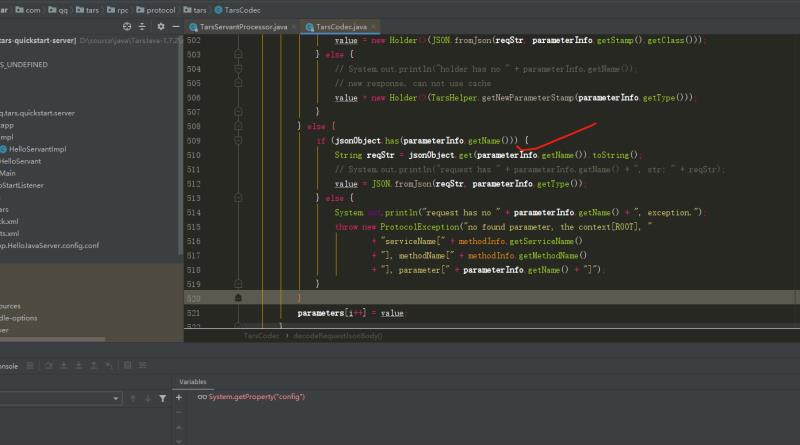 com qq tars rpc protocol tars TarsCodec
TarsServantProcessor.java TarsCodec.java
ars-quickstart-server] D:\source\java\TarsJava-1.7.2
S_UNDEFINED
q.tars.quickstart.server
app
mpl
HelloServantImpl
HelloServant
Main
oStartListener
ars
k.xml
ts.xml
p.HelloJavaServer.config.conf
ources
dle-options
ver
502 value = new Holder<>(JSON.fromJson(reqStr, parameterInfo.getStamp().getClass()));
503 } else {
504 // System.out.println("holder has no " + parameterInfo.getName());
505 // new response, can not use cache
506 value = new Holder<>(TarsHelper.getNewParameterStamp(parameterInfo.getType()));
507 }
508 } else {
509 if (jsonObject.has(parameterInfo.getName())) {
510 String reqStr = jsonObject.get(parameterInfo.getName()).toString();
511 // System.out.println("request has " + parameterInfo.getName() + ", str: " + reqStr);
512 value = JSON.fromJson(reqStr, parameterInfo.getType());
513 } else {
514 System.out.println("request has no " + parameterInfo.getName() + ", exception.");
515 throw new ProtocolException("no found parameter, the context[ROOT], "
516 + "serviceName[" + methodInfo.getServiceName()
517 + "], methodName[" + methodInfo.getMethodName()
518 + "], parameter[" + parameterInfo.getName() + "]");
519 }
520 }
521 parameters[i++] = value;
522 }
TarsCodec > decodeRequestJsonBody()
onsole
Variables
System.getProperty("config")